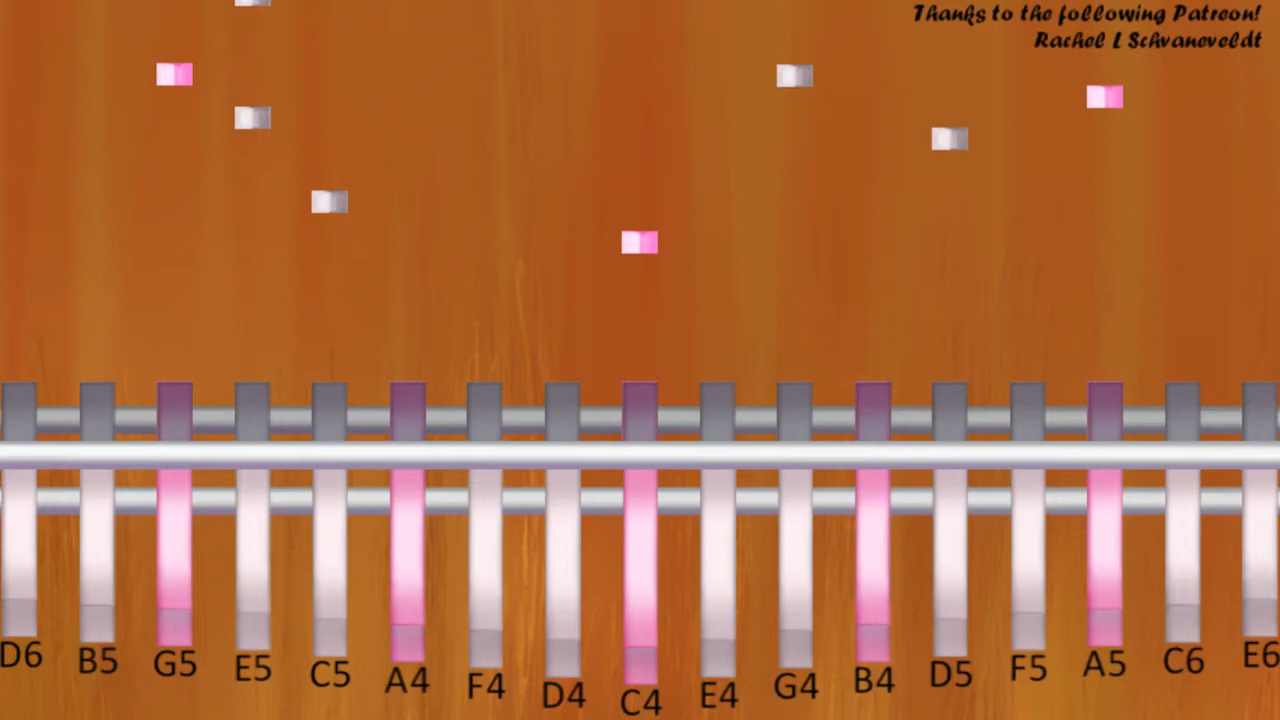 Thanks to the following Patreon!
Rachel L Schvaneveldt
D6 B5 G5 E5 C5 A4 F4 D4 C4 E4 G4 B4 D5 F5 A5 C6 E6